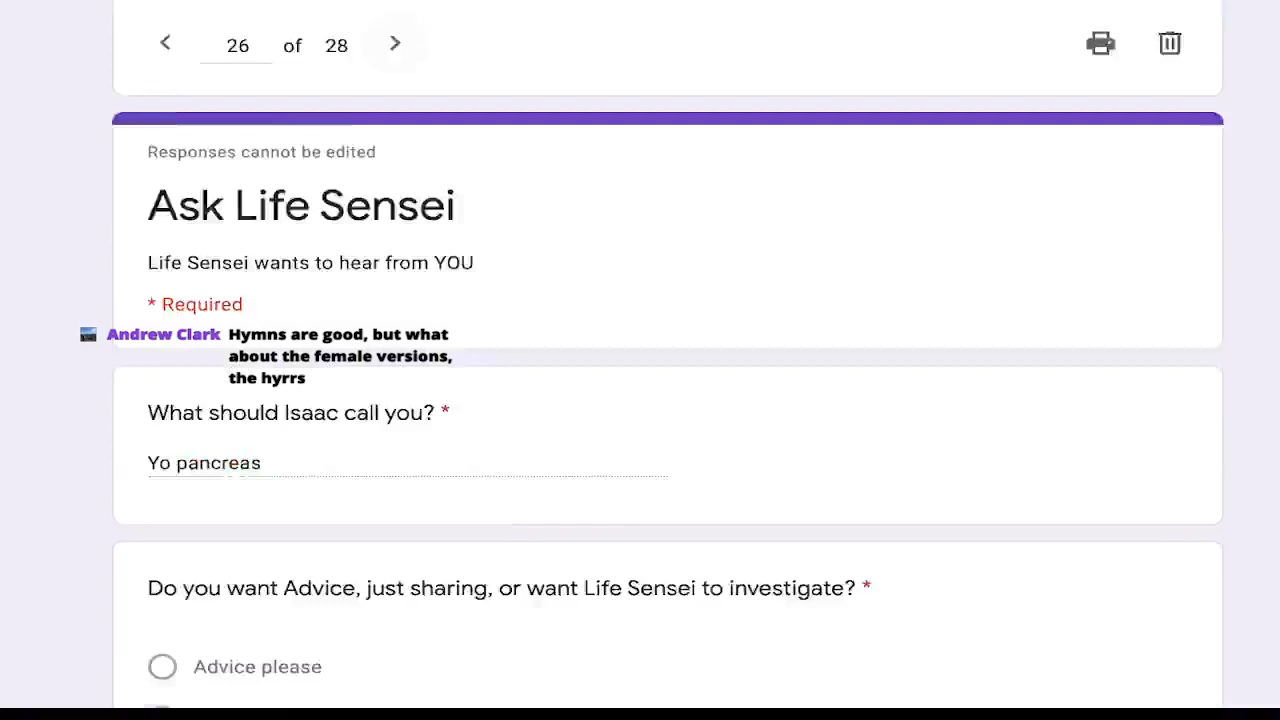 26 of 28
Responses cannot be edited
Ask Life Sensei
Life Sensei wants to hear from YOU
* Required
Andrew Clark Hymns are good, but what
about the female versions,
the hyrrs
What should Isaac call you? *
Yo pancreas
Do you want Advice, just sharing, or want Life Sensei to investigate? *
Advice please